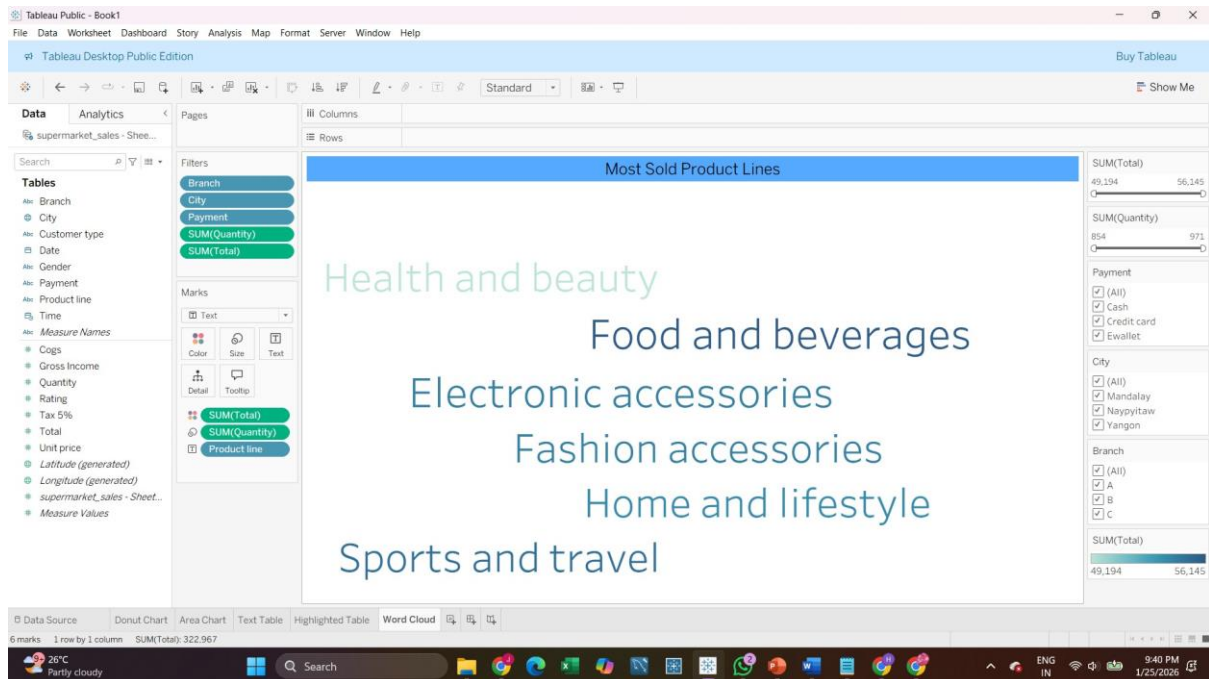 Tableau Public - Book1
File Data Worksheet Dashboard Story Analysis Map Format Server Window Help
Tableau Desktop Public Edition
Buy Tableau
Standard
Show Me
Data Analytics
supermarket_sales - Shee...
Search
Tables
Abc Branch
City
Abc Customer type
Date
Abc Gender
Abc Payment
Abc Product line
Time
Abc Measure Names
Cogs
Gross Income
Quantity
Rating
Tax 5%
Total
Unit price
Latitude (generated)
Longitude (generated)
supermarket_sales - Sheet...
Measure Values
Pages
Filters
Branch
City
Payment
SUM(Quantity)
SUM(Total)
Marks
Text
Color Size Text
Detail Tooltip
SUM(Total)
SUM(Quantity)
Product line
Columns
Rows
Most Sold Product Lines
Health and beauty
Food and beverages
Electronic accessories
Fashion accessories
Home and lifestyle
Sports and travel
SUM(Total)
49,194 56,145
SUM(Quantity)
854 971
Payment
(All)
Cash
Credit card
Ewallet
City
(All)
Mandalay
Naypyitaw
Yangon
Branch
(All)
A
B
C
SUM(Total)
49,194 56,145
Data Source Donut Chart Area Chart Text Table Highlighted Table Word Cloud
6 marks 1 row by 1 column SUM(Total): 322,967
9+ 26°C
Partly cloudy
Search
2
ENG
IN
9:40 PM
1/25/2026